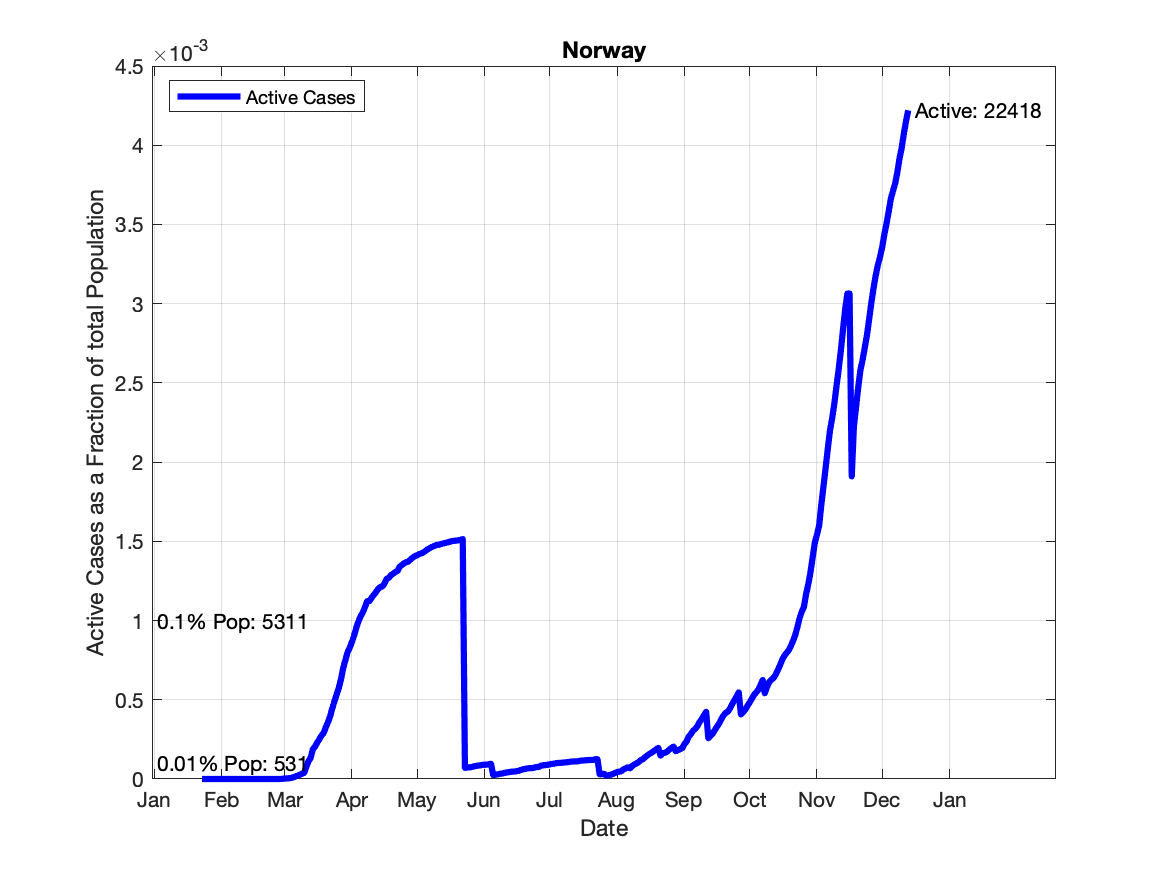 Norway
×10-3
4.5
4
3.5
3
2.5
2
1.5
1
0.5
0
Active Cases as a Fraction of total Population
Active Cases
Active: 22418
0.1% Pop: 5311
0.01% Pop: 531
Jan Feb Mar Apr May Jun Jul Aug Sep Oct Nov Dec Jan
Date